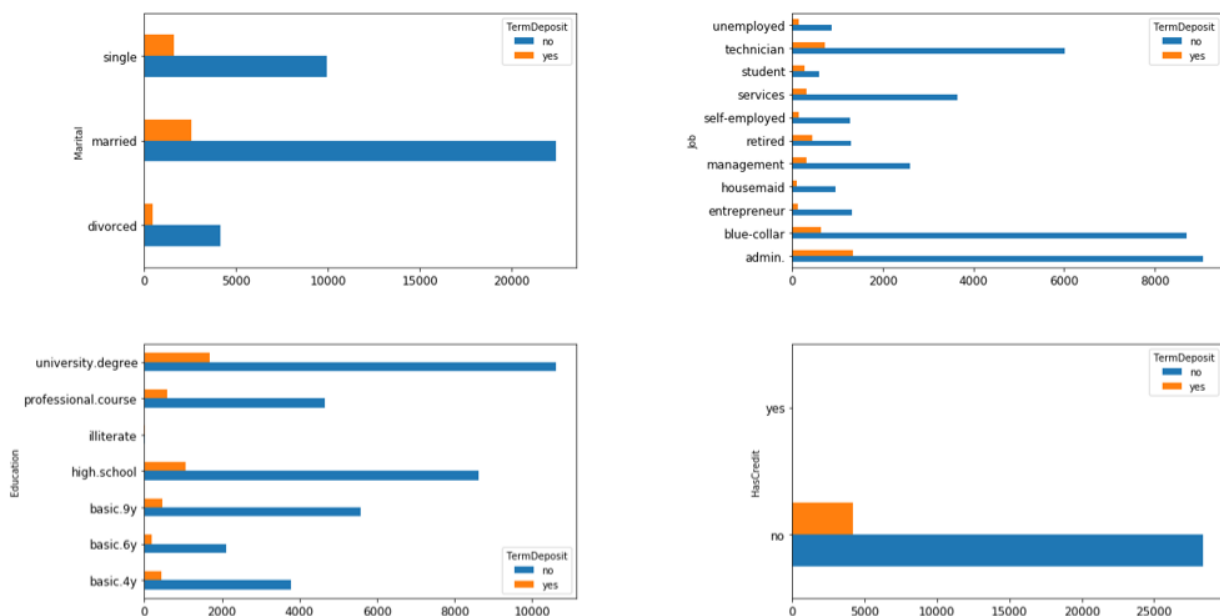 TermDeposit
no
yes
single
married
divorced
Marital
0 5000 10000 15000 20000
TermDeposit
no
yes
unemployed
technician
student
services
self-employed
retired
management
housemaid
entrepreneur
blue-collar
admin.
Job
0 2000 4000 6000 8000
university.degree
professional.course
illiterate
high.school
basic.9y
basic.6y
basic.4y
Education
TermDeposit
no
yes
0 2000 4000 6000 8000 10000
TermDeposit
no
yes
yes
no
HasCredit
0 5000 10000 15000 20000 25000